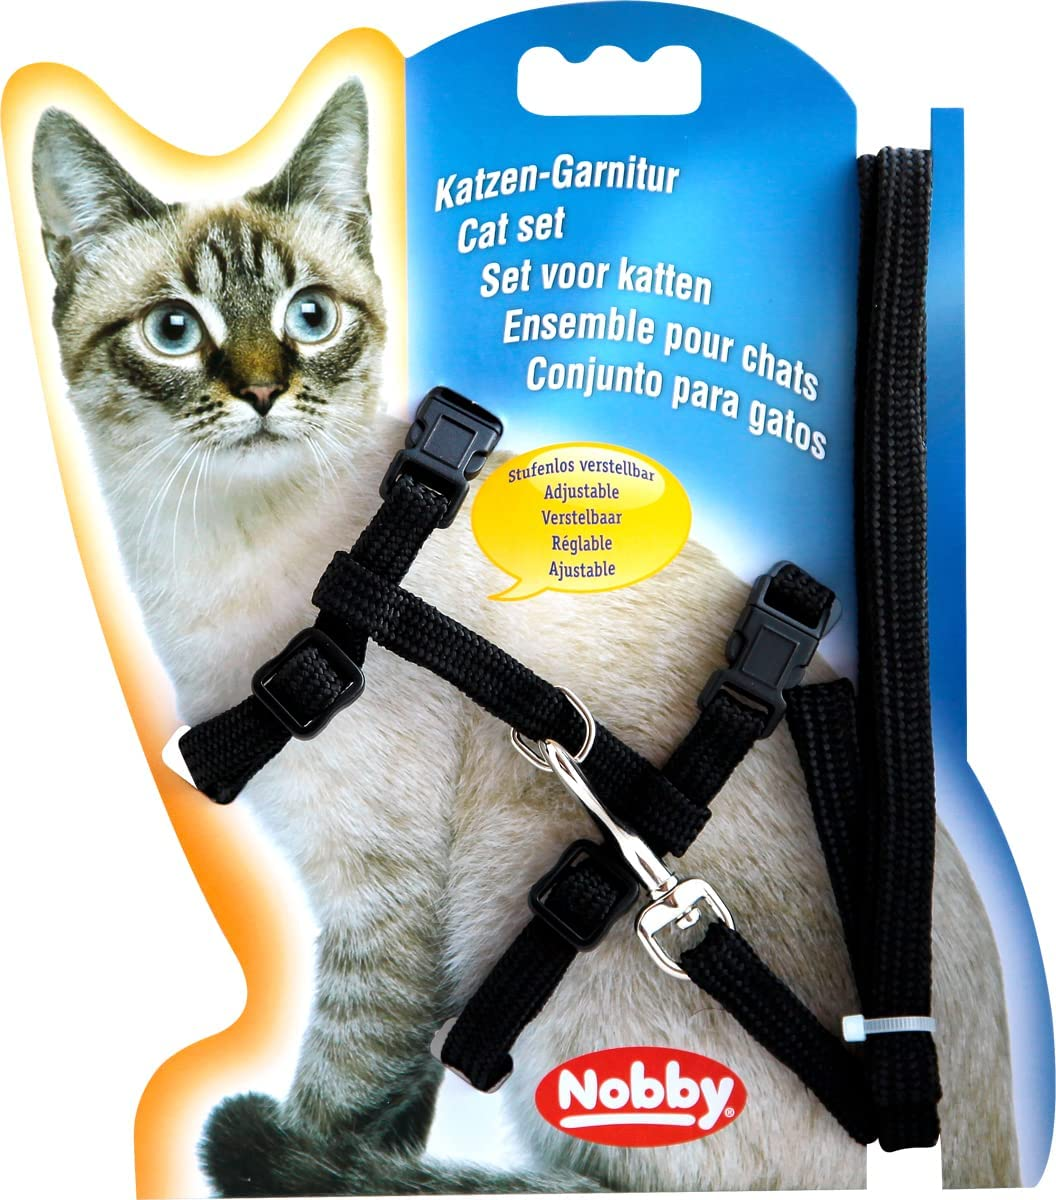 Katzen-Garnitur
Cat set
Set voor katten
Ensemble pour chats
Conjunto para gatos
Stufenlos verstellbar
Adjustable
Verstelbaar
Réglable
Ajustable
Nobby®